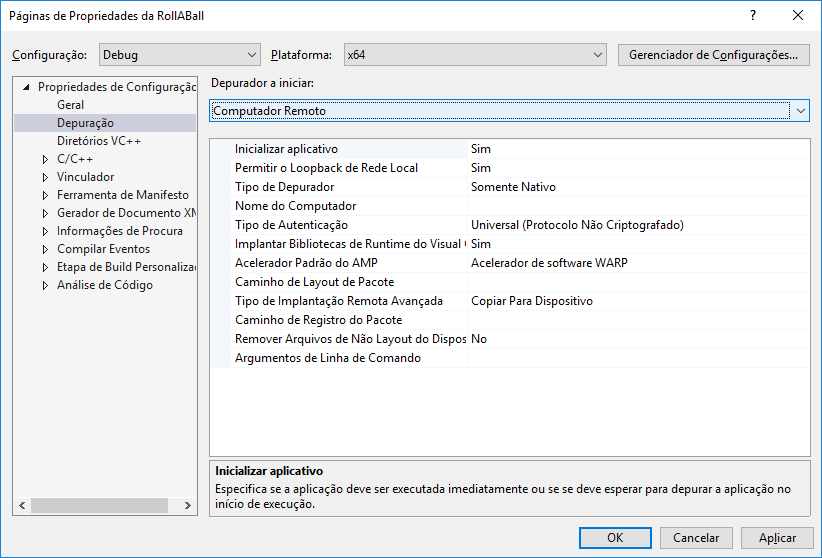 Páginas de Propriedades da RollABall
Configuração: Debug Plataforma: x64 Gerenciador de Configurações...
Propriedades de Configuração
Geral
Depuração
Diretórios VC++
C/C++
Vinculador
Ferramenta de Manifesto
Gerador de Documento XM
Informações de Procura
Compilar Eventos
Etapa de Build Personaliza
Análise de Código
Depurador a iniciar:
Computador Remoto
Inicializar aplicativo Sim
Permitir o Loopback de Rede Local Sim
Tipo de Depurador Somente Nativo
Nome do Computador
Tipo de Autenticação Universal (Protocolo Não Criptografado)
Implantar Bibliotecas de Runtime do Visual C Sim
Acelerador Padrão do AMP Acelerador de software WARP
Caminho de Layout de Pacote
Tipo de Implantação Remota Avançada Copiar Para Dispositivo
Caminho de Registro do Pacote
Remover Arquivos de Não Layout do Dispos No
Argumentos de Linha de Comando
Inicializar aplicativo
Especifica se a aplicação deve ser executada imediatamente ou se se deve esperar para depurar a aplicação no
início de execução.
OK Cancelar Aplicar